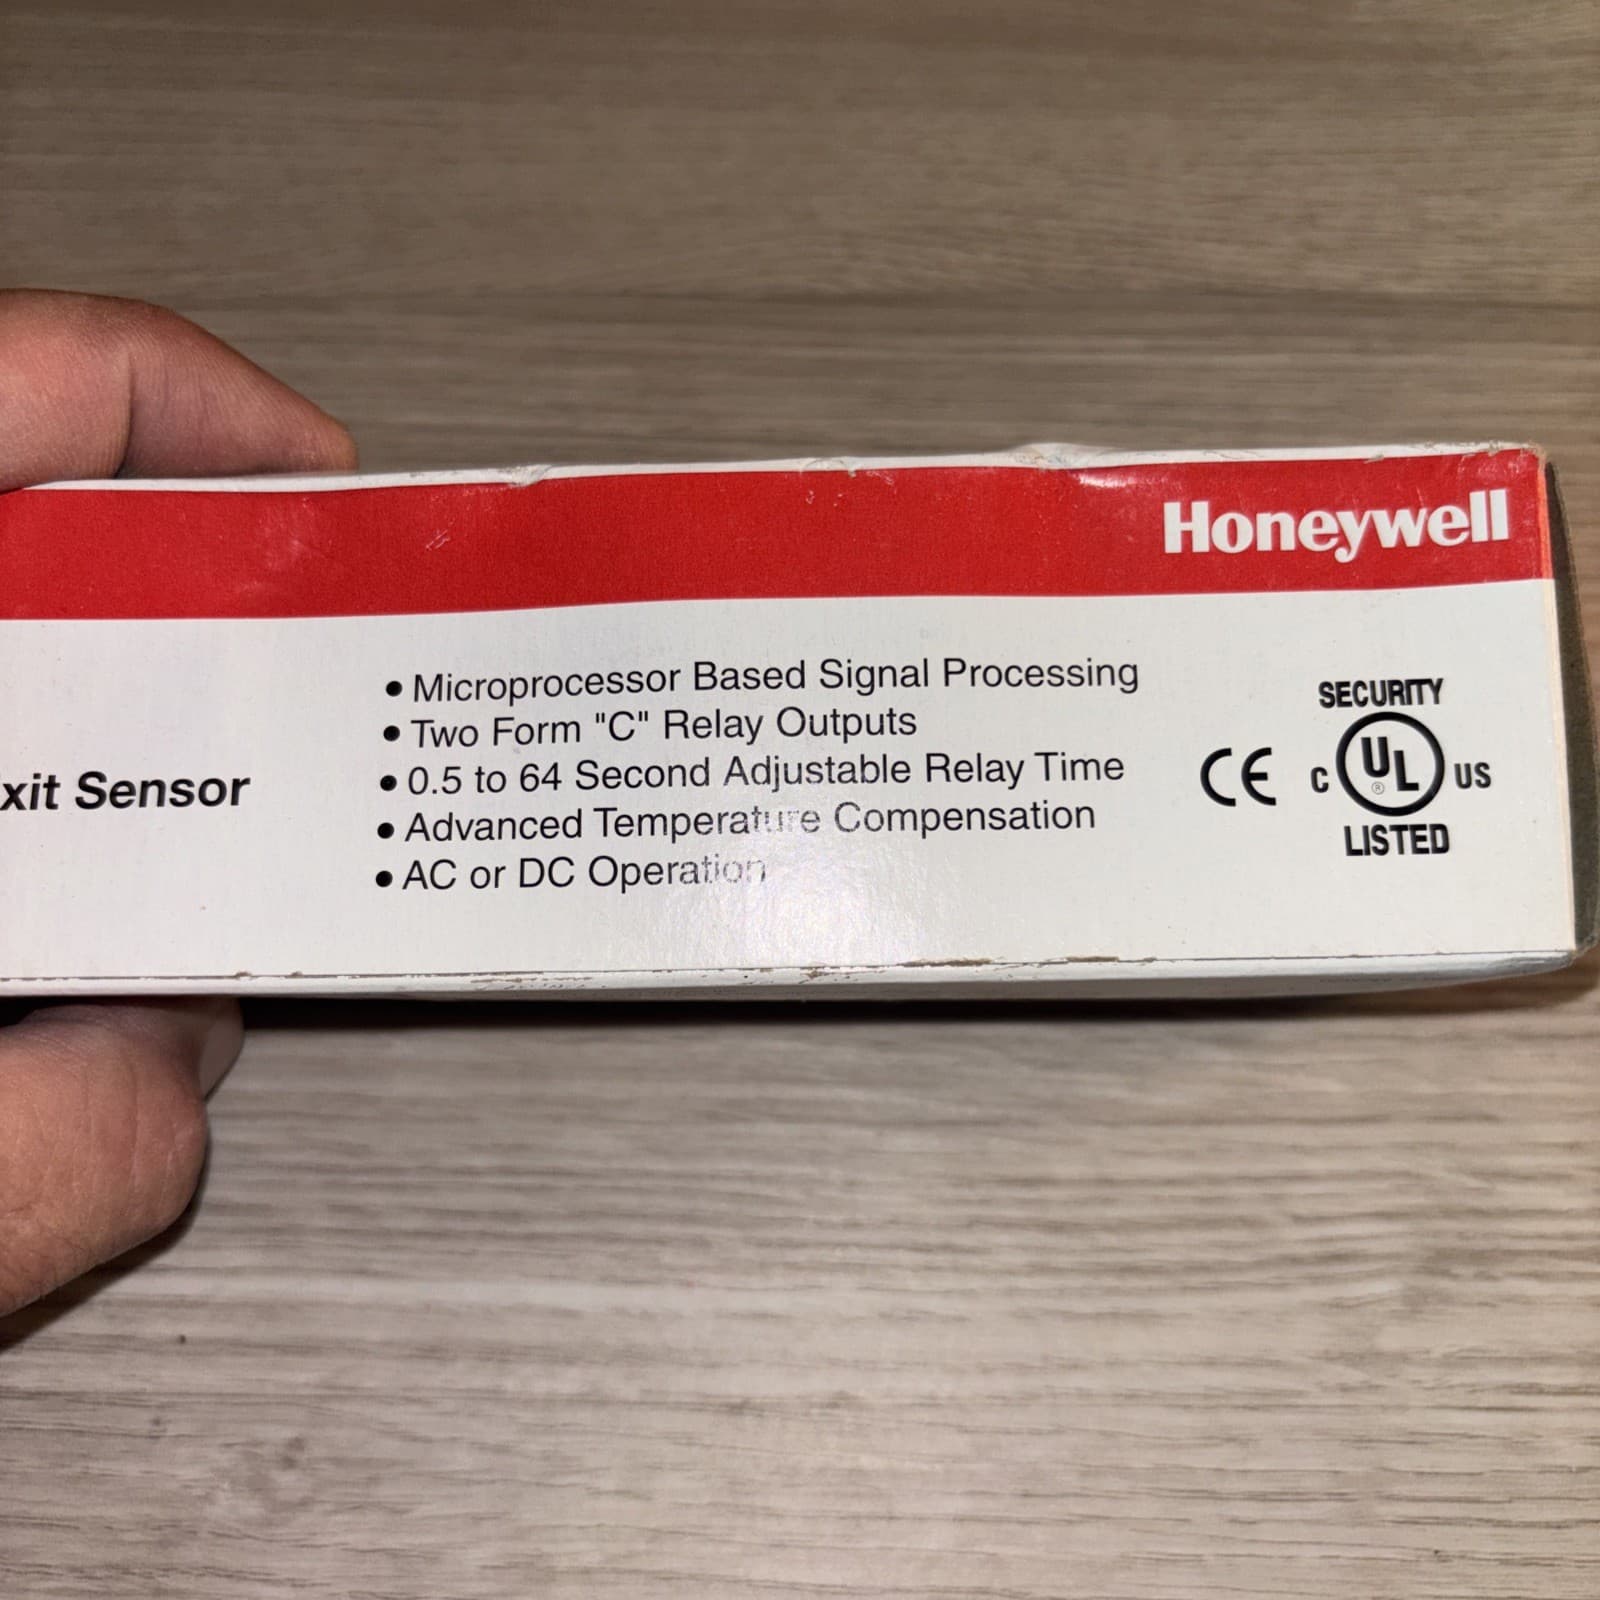 Honeywell
xit Sensor
• Microprocessor Based Signal Processing
• Two Form "C" Relay Outputs
• 0.5 to 64 Second Adjustable Relay Time
• Advanced Temperature Compensation
• AC or DC Operation
CE
SECURITY
C UL ® US
LISTED